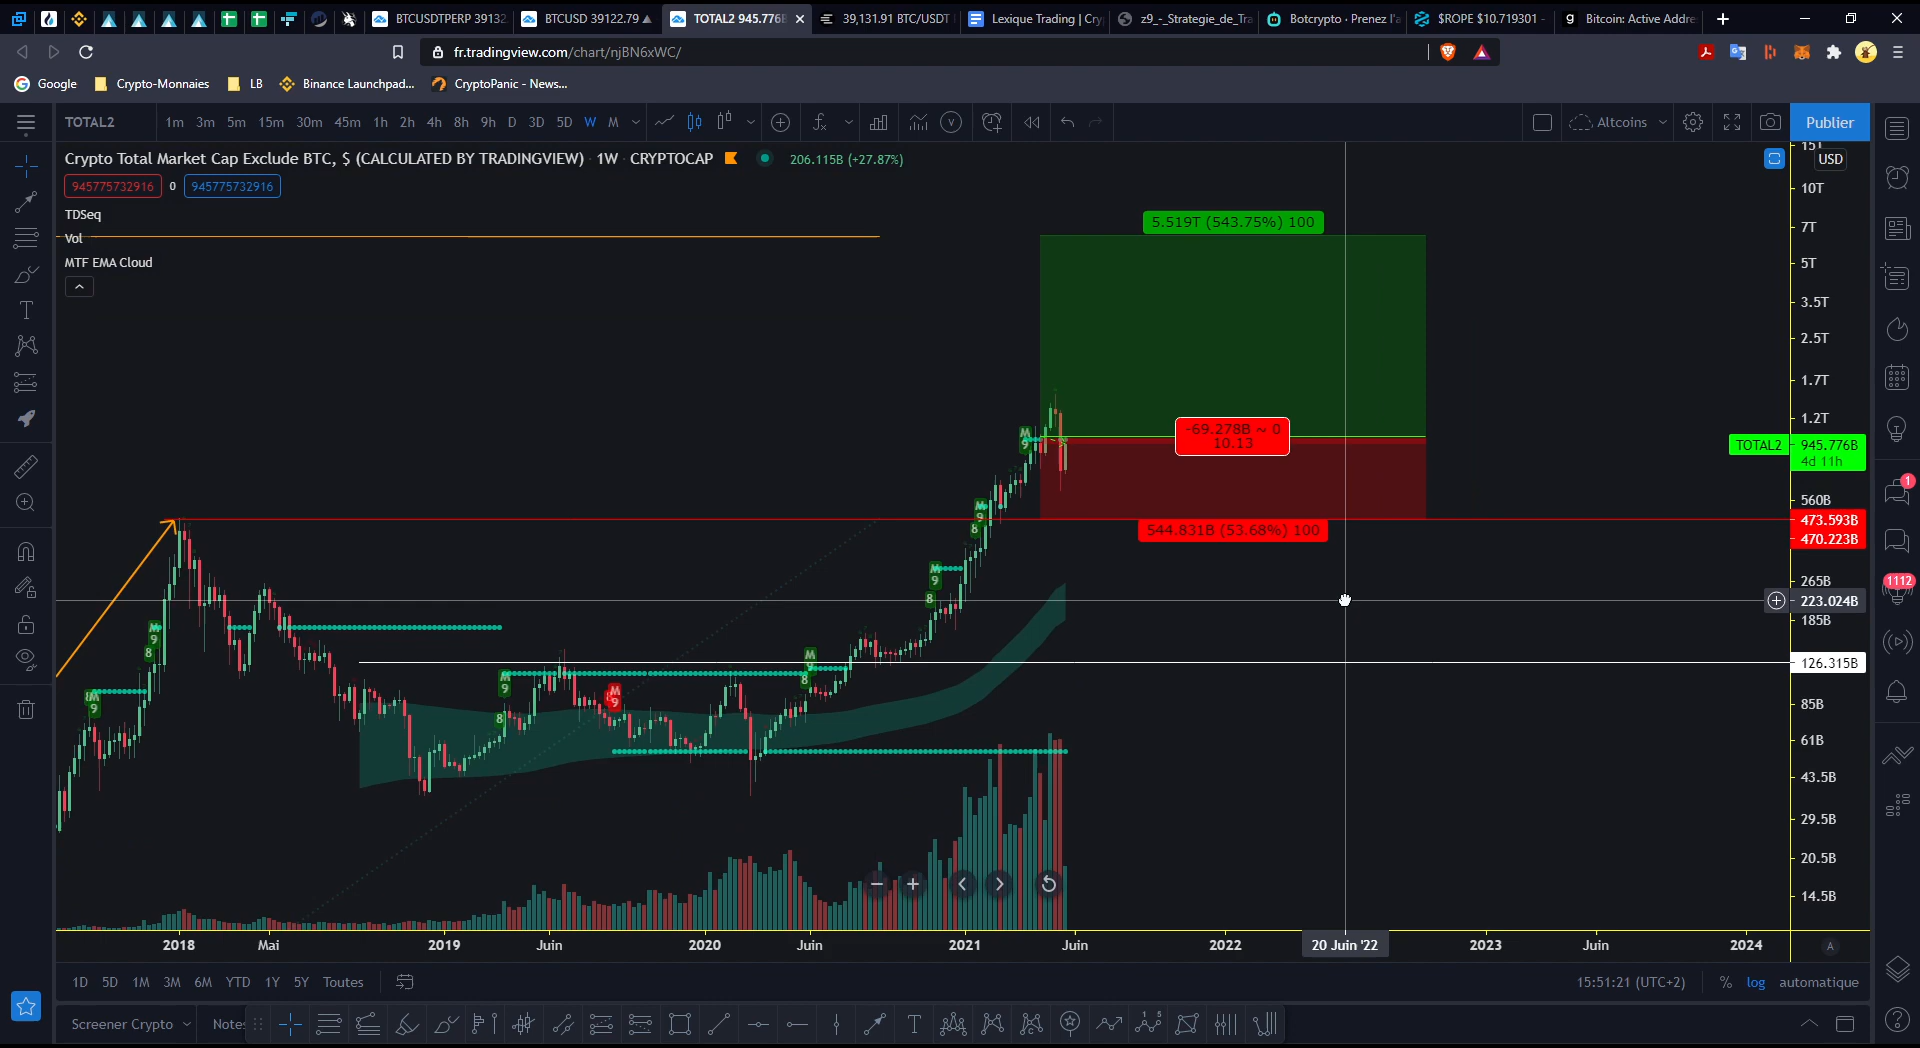 BTCUSDTPERP 39132
BTCUSD 39122.79 ▲
TOTAL2 945.776B
39,131.91 BTC/USDT
Lexique Trading | Cry
z9_-_Strategie_de_Tra
Botcrypto · Prenez l'a
$ROPE $10.719301 -
Bitcoin: Active Addre
fr.tradingview.com/chart/njBN6xWC/
Google
Crypto-Monnaies
LB
Binance Launchpad...
CryptoPanic - News...
TOTAL2
1m 3m 5m 15m 30m 45m 1h 2h 4h 8h 9h D 3D 5D W M
Altcoins
Publier
Crypto Total Market Cap Exclude BTC, $ (CALCULATED BY TRADINGVIEW) · 1W · CRYPTOCAP
206.115B (+27.87%)
USD
945775732916 0 945775732916
TDSeq
Vol
MTF EMA Cloud
5.519T (543.75%) 100
-69.278B ~ 0
10.13
544.831B (53.68%) 100
15T
10T
7T
5T
3.5T
2.5T
1.7T
1.2T
TOTAL2 945.776B
4d 11h
560B
473.593B
470.223B
265B
223.024B
185B
126.315B
85B
61B
43.5B
29.5B
20.5B
14.5B
1
1112
2018 Mai 2019 Juin 2020 Juin 2021 Juin 2022 20 Juin '22 2023 Juin 2024
A
1D 5D 1M 3M 6M YTD 1Y 5Y Toutes
15:51:21 (UTC+2)
% log automatique
Screener Crypto
Notes